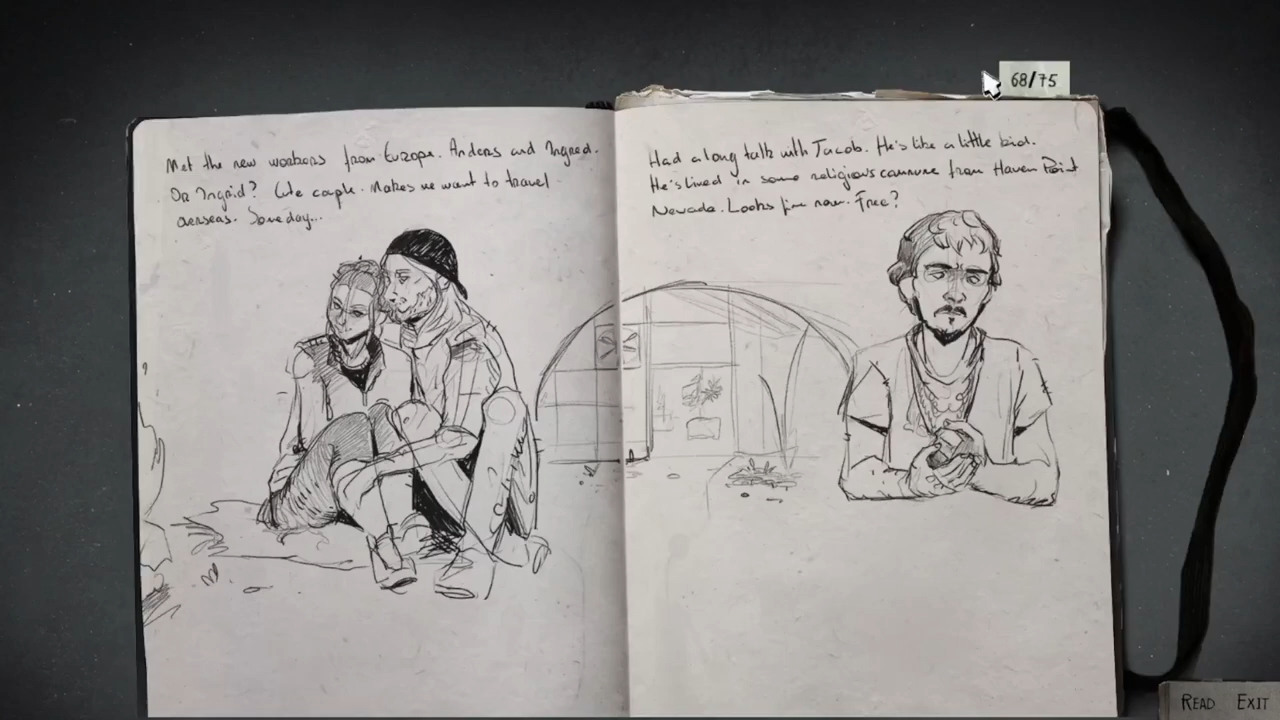 Met the new workers from Europe. Anders and Ingred.
Or Ingrid? Cute couple. Makes me want to travel
overseas. Someday...
68/75
Had a long talk with Jacob. He's like a little bird.
He's lived in some religious commune from Haven Point
Nevada. Looks fine now. Free?
READ EXIT